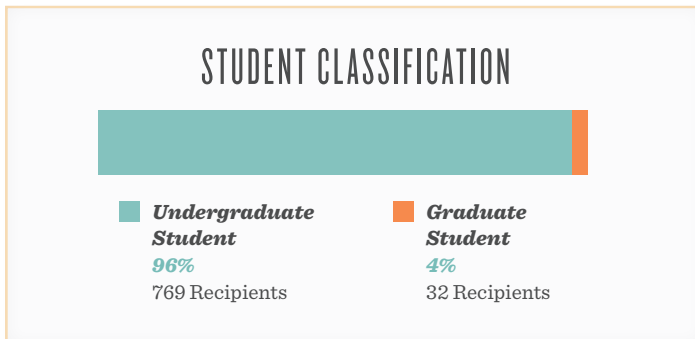 STUDENT CLASSIFICATION
Undergraduate
Student
96%
769 Recipients
Graduate
Student
4%
32 Recipients